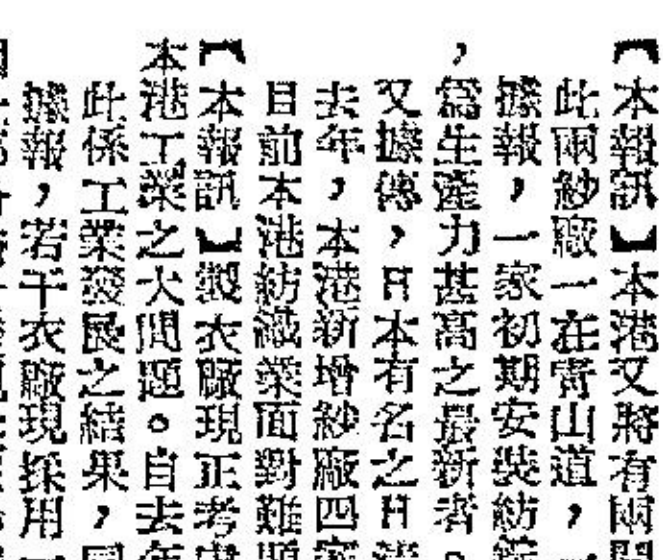 【本報訊】本港又將有兩
此兩紗廠一在青山道，
據報，一家初期安裝紡
，爲生產力甚高之最新者。
又據傳，日本有名之日
去年，本港新增紗廠四家
目前本港紡織業面對難題
【本報訊】製衣廠現正考
本港工業之大問題。自去年
此係工業發展之結果，
據報，若干衣廠現採用